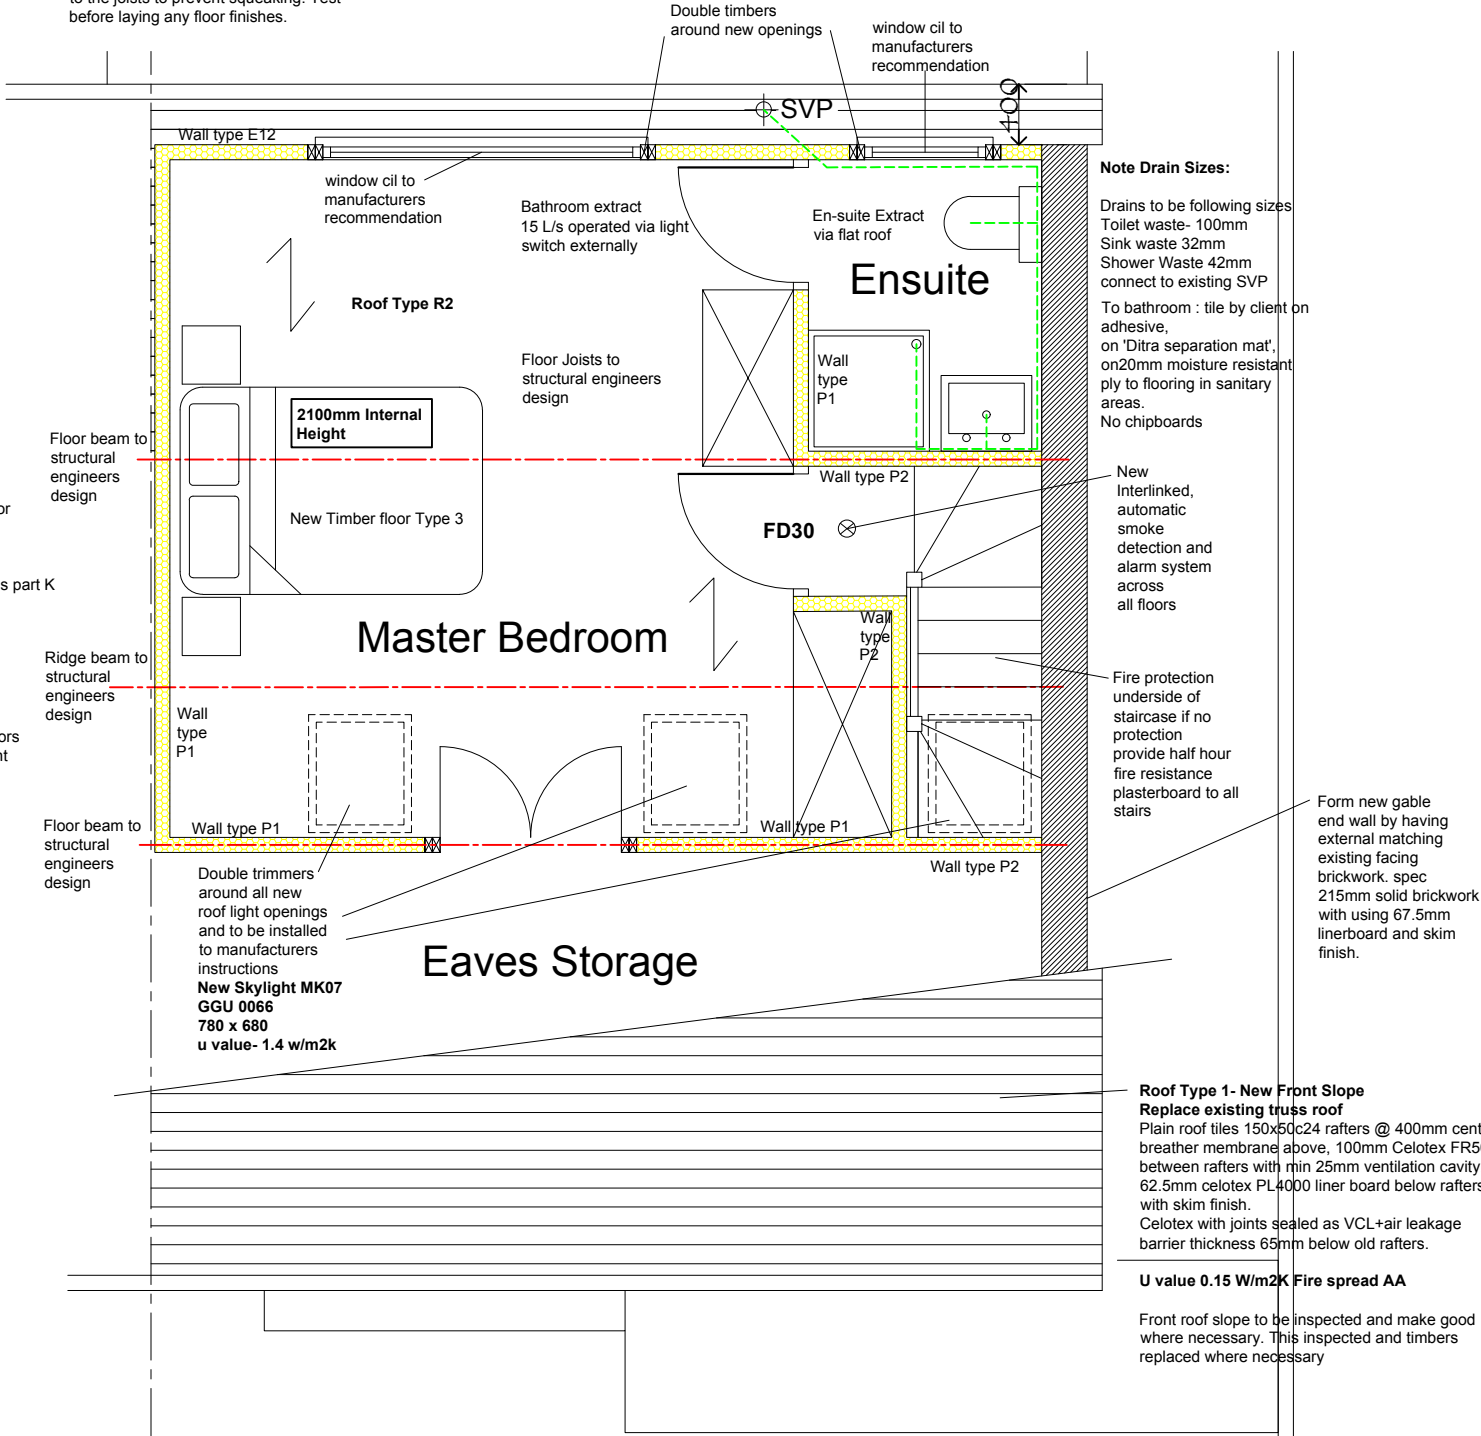 to the joists to prevent squeaking. Test
before laying any floor finishes.
Double timbers
around new openings
window cil to
manufacturers
recommendation
400
SVP
Wall type E12
window cil to
manufacturers
recommendation
Bathroom extract
15 L/s operated via light
switch externally
En-suite Extract
via flat roof
Ensuite
Note Drain Sizes:
Drains to be following sizes
Toilet waste- 100mm
Sink waste 32mm
Shower Waste 42mm
connect to existing SVP
To bathroom : tile by client on
adhesive,
on 'Ditra separation mat',
on20mm moisture resistant
ply to flooring in sanitary
areas.
No chipboards
Roof Type R2
Floor Joists to
structural engineers
design
Wall
type
P1
2100mm Internal
Height
Floor beam to
structural
engineers
design
or
New Timber floor Type 3
Wall type P2
FD30
New
Interlinked,
automatic
smoke
detection and
alarm system
across
all floors
s part K
Master Bedroom
Wall
type
P2
Ridge beam to
structural
engineers
design
ors
nt
Wall
type
P1
Fire protection
underside of
staircase if no
protection
provide half hour
fire resistance
plasterboard to all
stairs
Floor beam to
structural
engineers
design
Wall type P1
Wall type P1
Wall type P2
Form new gable
end wall by having
external matching
existing facing
brickwork. spec
215mm solid brickwork
with using 67.5mm
linerboard and skim
finish.
Double trimmers
around all new
roof light openings
and to be installed
to manufacturers
instructions
New Skylight MK07
GGU 0066
780 x 680
u value- 1.4 w/m2k
Eaves Storage
Roof Type 1- New Front Slope
Replace existing truss roof
Plain roof tiles 150x50c24 rafters @ 400mm cent
breather membrane above, 100mm Celotex FR5
between rafters with min 25mm ventilation cavity
62.5mm celotex PL4000 liner board below rafters
with skim finish.
Celotex with joints sealed as VCL+air leakage
barrier thickness 65mm below old rafters.
U value 0.15 W/m2K Fire spread AA
Front roof slope to be inspected and make good
where necessary. This inspected and timbers
replaced where necessary